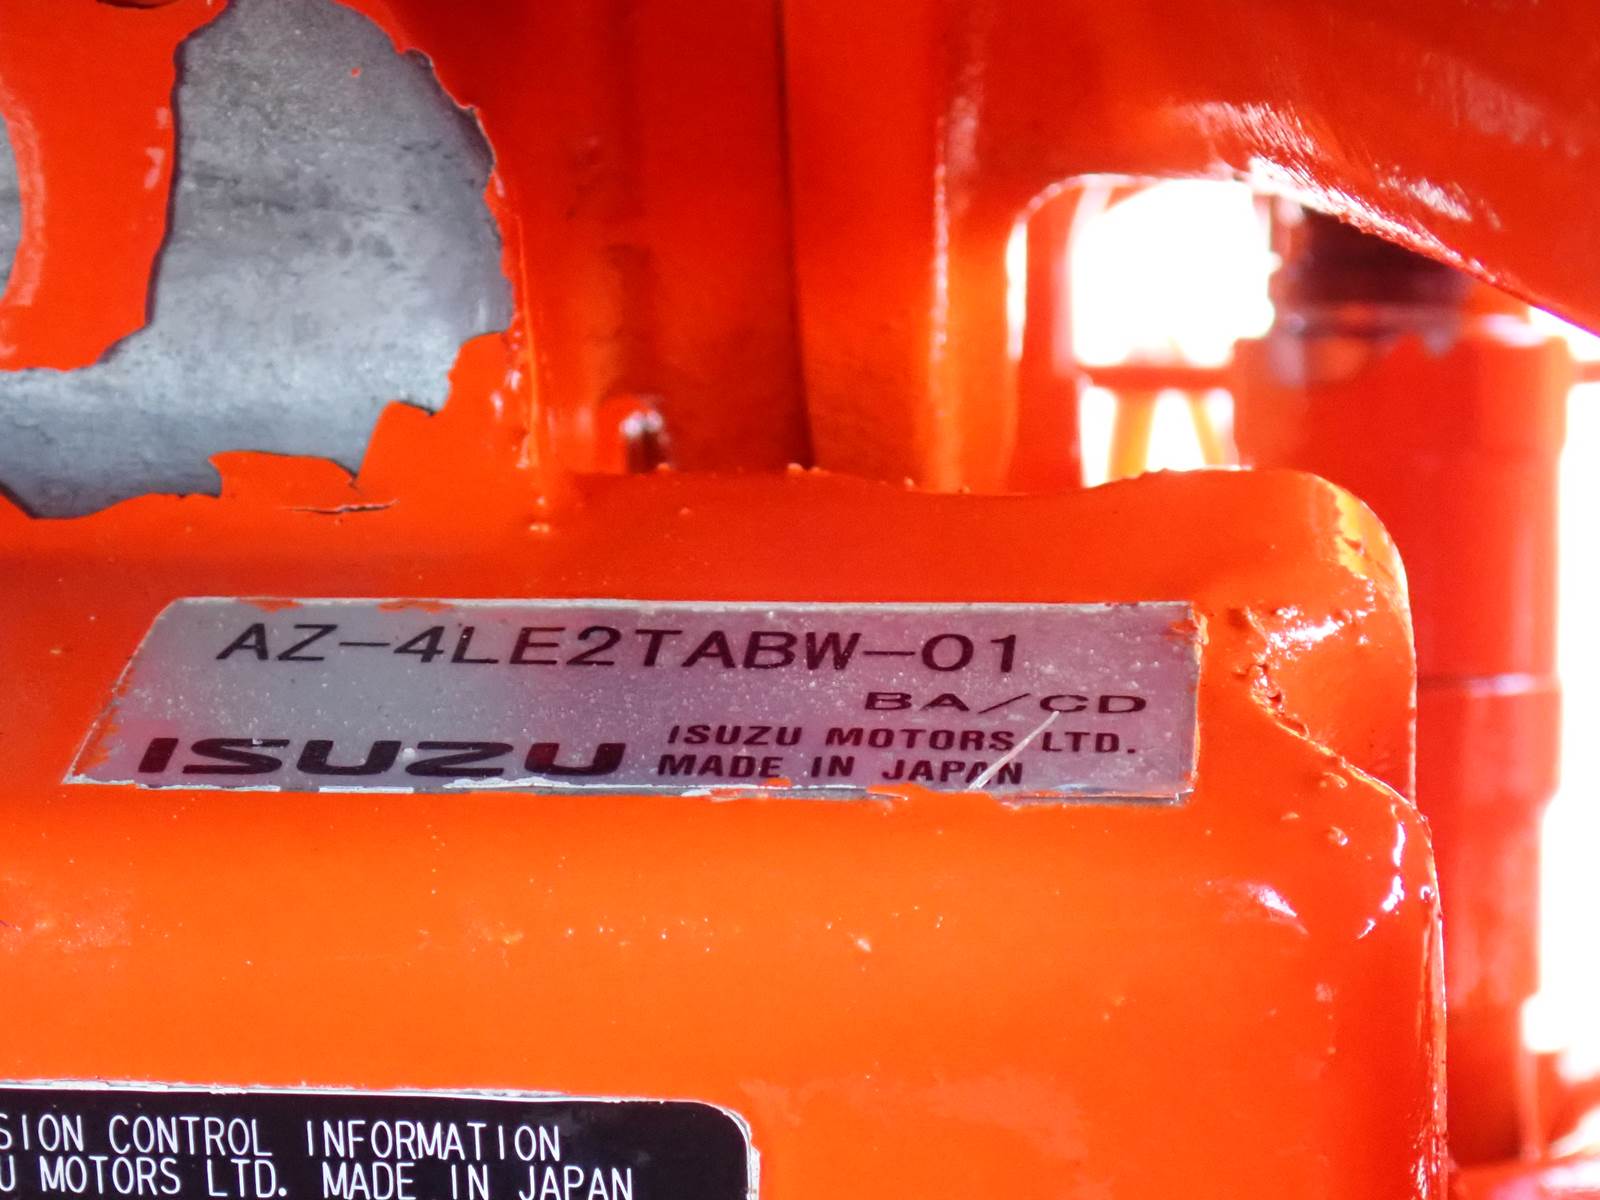 AZ-4LE2TABW-01
BA/CD
ISUZU
ISUZU MOTORS LTD.
MADE IN JAPAN
SION CONTROL INFORMATION
U MOTORS LTD. MADE IN JAPAN